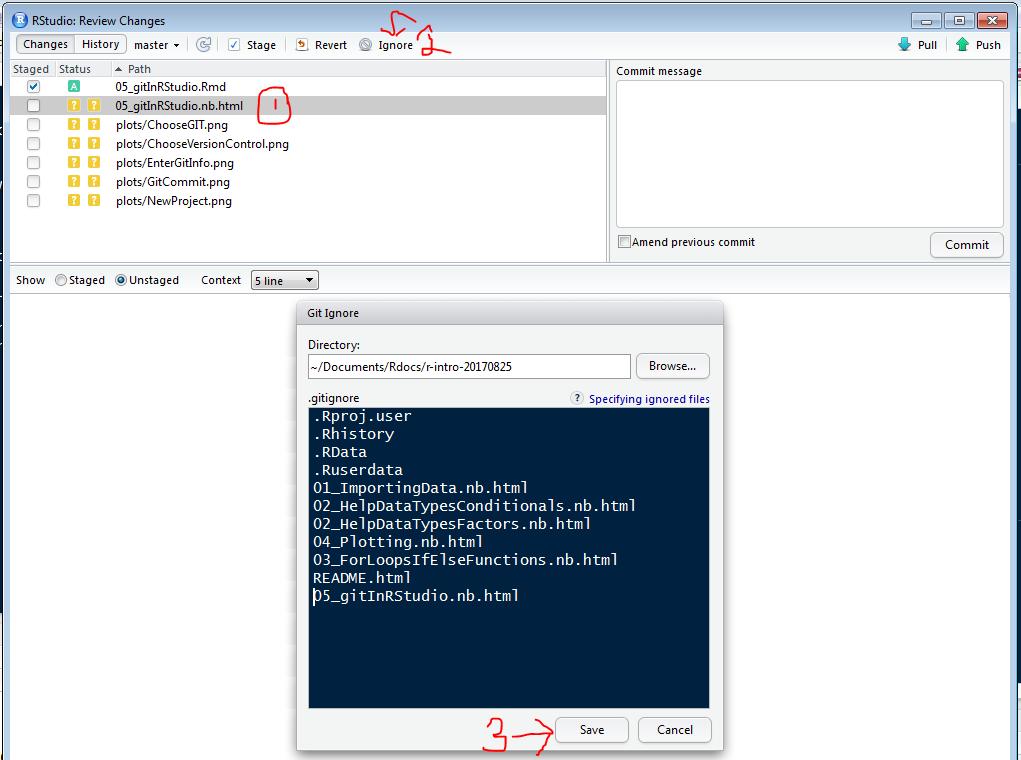 RStudio: Review Changes
Changes History master Stage Revert Ignore 2 Pull Push
Staged Status Path
A 05_gitInRStudio.Rmd
? ? 05_gitInRStudio.nb.html 1
? ? plots/ChooseGIT.png
? ? plots/ChooseVersionControl.png
? ? plots/EnterGitInfo.png
? ? plots/GitCommit.png
? ? plots/NewProject.png
Commit message
Amend previous commit Commit
Show Staged Unstaged Context 5 line
Git Ignore
Directory:
~/Documents/Rdocs/r-intro-20170825 Browse...
.gitignore ? Specifying ignored files
.Rproj.user
.Rhistory
.RData
.Ruserdata
01_ImportingData.nb.html
02_HelpDataTypesConditionals.nb.html
02_HelpDataTypesFactors.nb.html
04_Plotting.nb.html
03_ForLoopsIfElseFunctions.nb.html
README.html
05_gitInRStudio.nb.html
3 Save Cancel